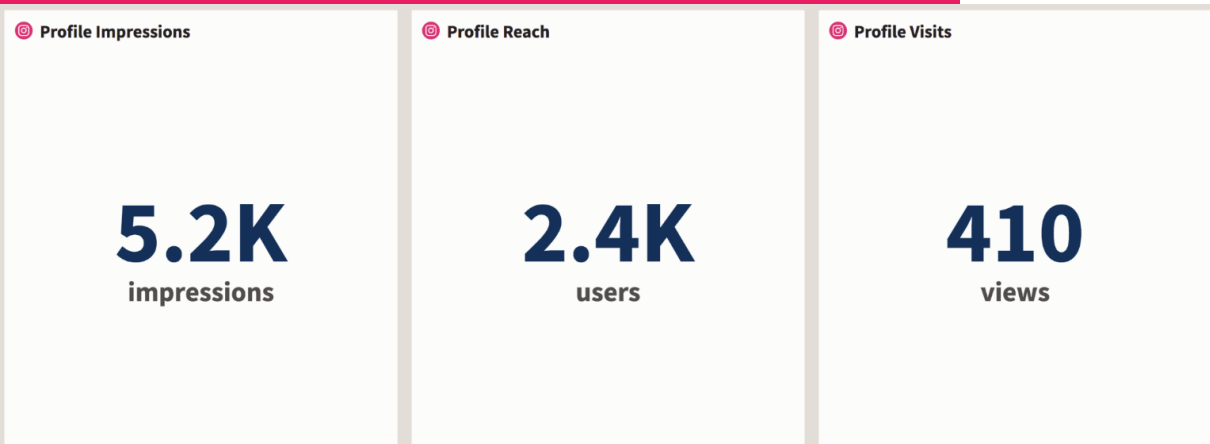 Profile Impressions
5.2K
impressions
Profile Reach
2.4K
users
Profile Visits
410
views